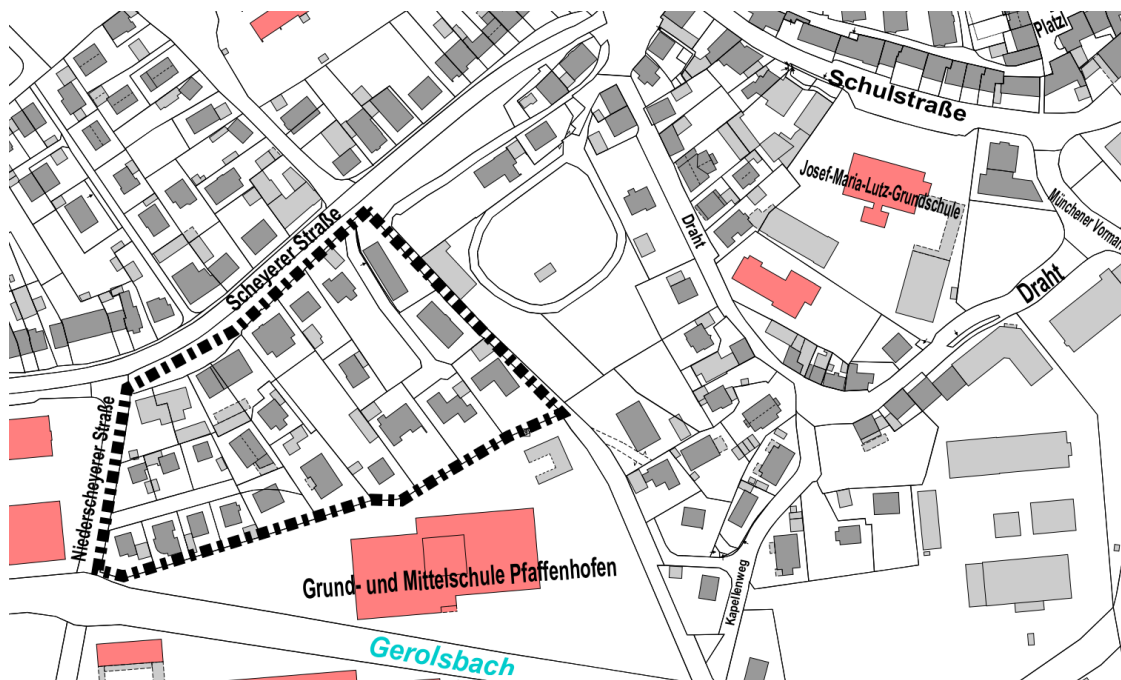 Platzl
Schulstraße
Josef-Maria-Lutz-Grundschule
Münchener Vormar
Scheyerer Straße
Draht
Draht
Niederscheyerer Straße
Grund- und Mittelschule Pfaffenhofen
Kapellenweg
Gerolsbach